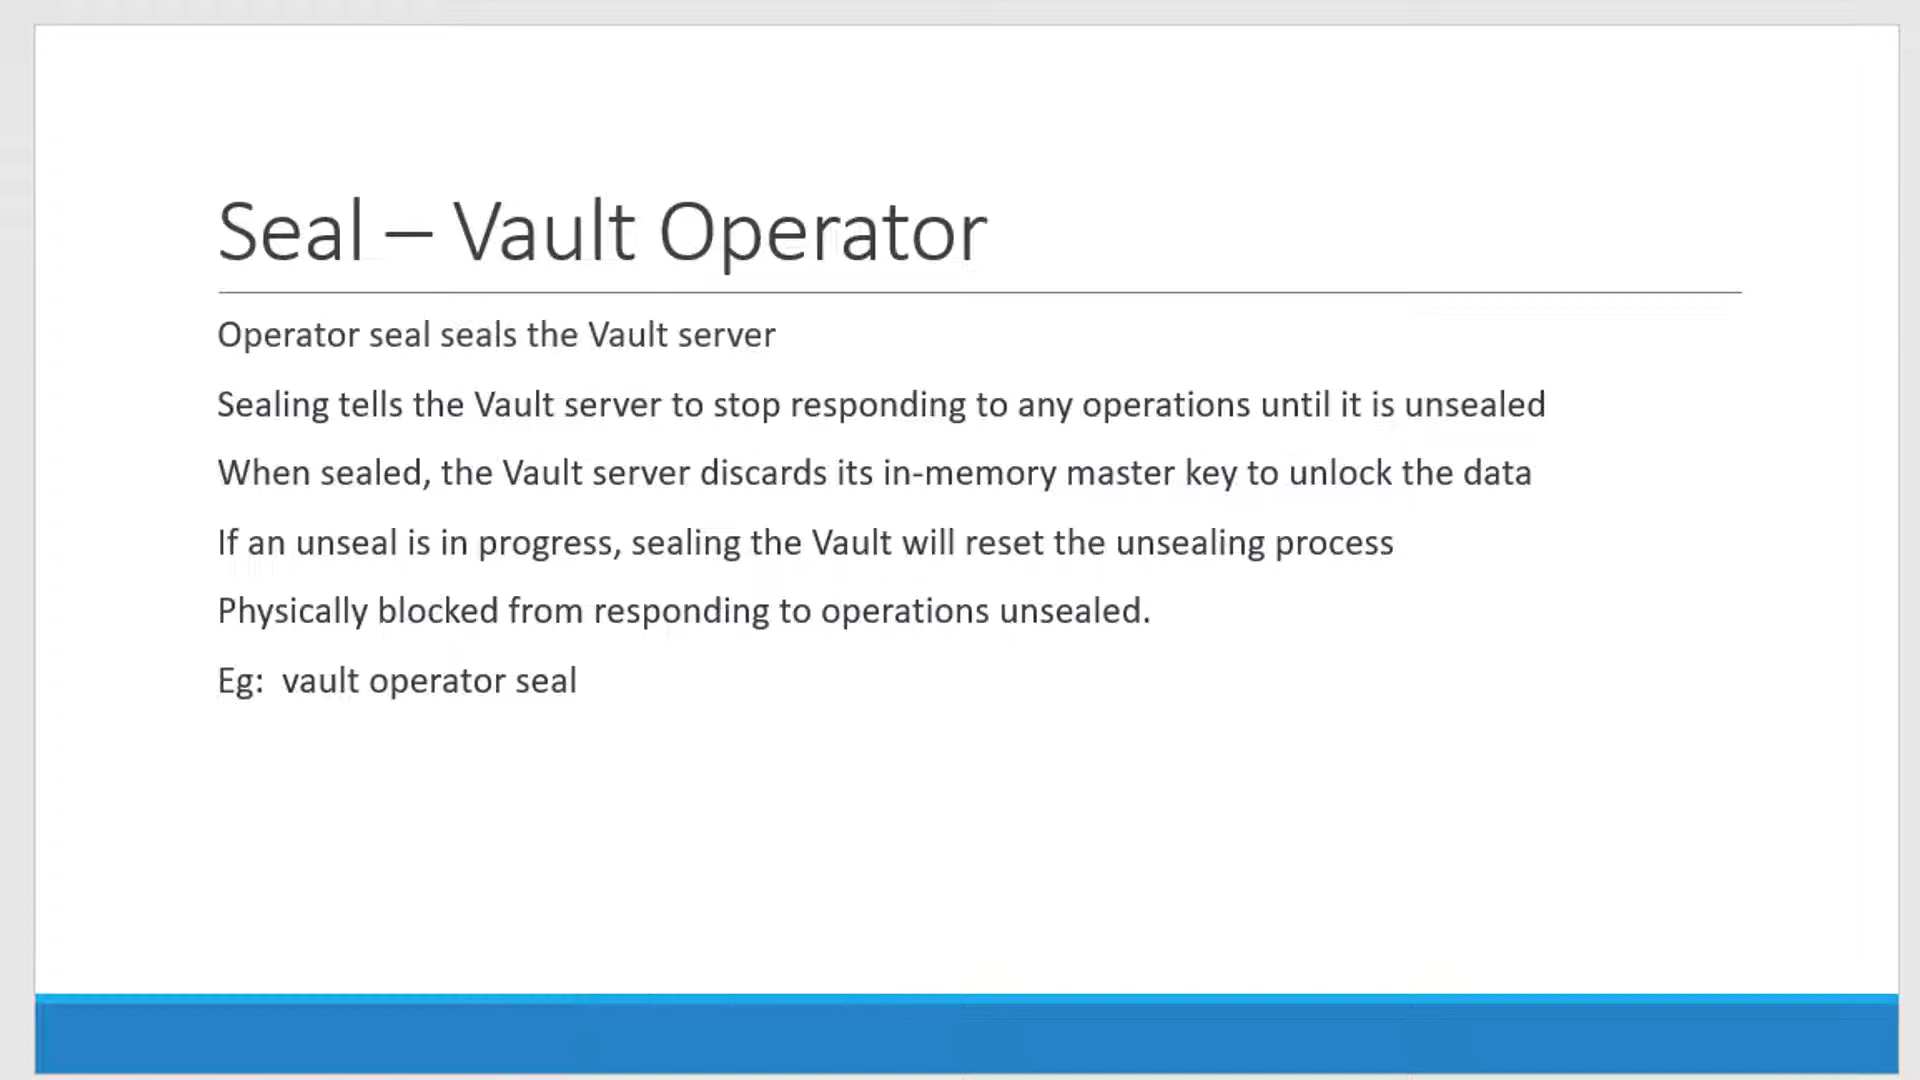 Seal – Vault Operator
Operator seal seals the Vault server
Sealing tells the Vault server to stop responding to any operations until it is unsealed
When sealed, the Vault server discards its in-memory master key to unlock the data
If an unseal is in progress, sealing the Vault will reset the unsealing process
Physically blocked from responding to operations unsealed.
Eg:  vault operator seal